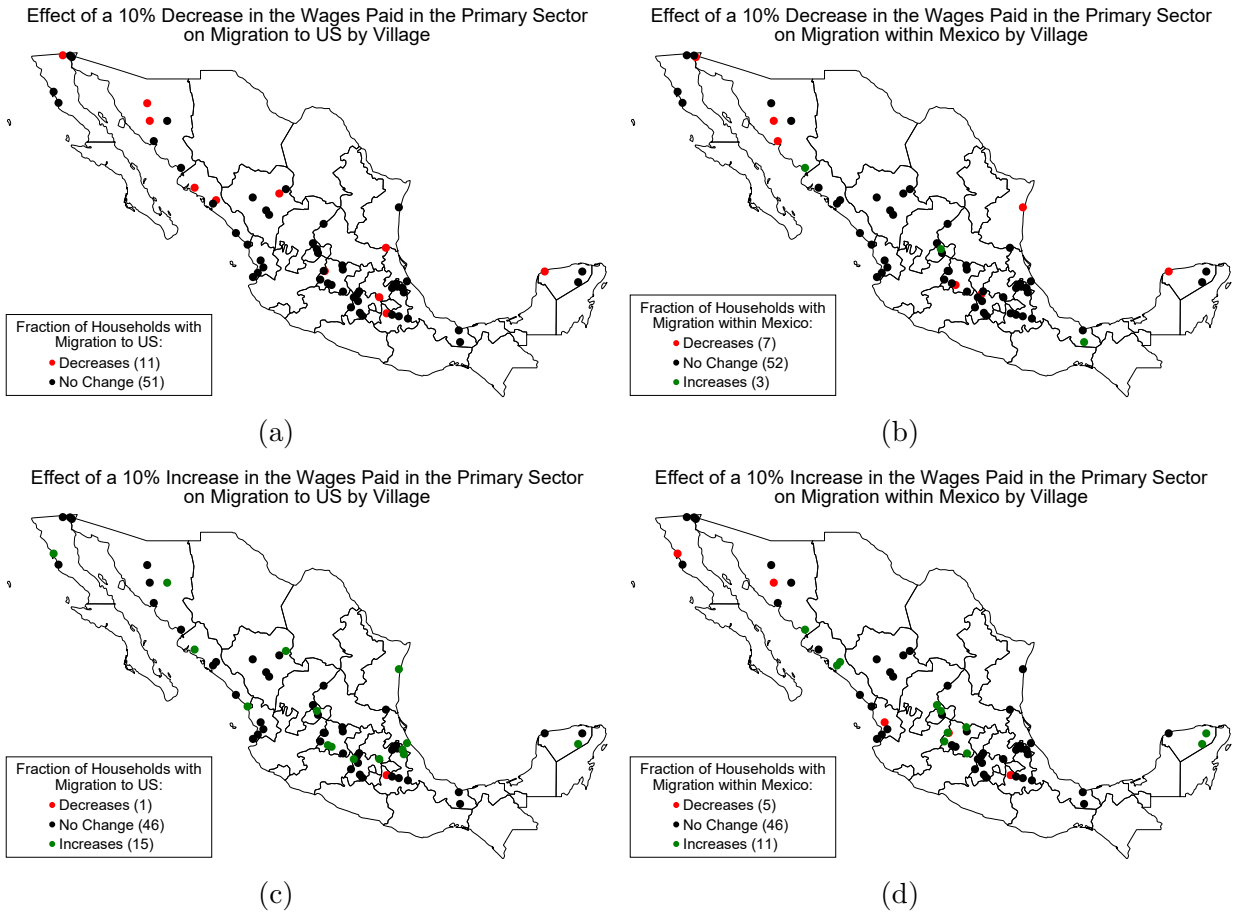 Effect of a 10% Decrease in the Wages Paid in the Primary Sector
on Migration to US by Village
Fraction of Households with
Migration to US:
Decreases (11)
No Change (51)
(a)
Effect of a 10% Decrease in the Wages Paid in the Primary Sector
on Migration within Mexico by Village
Fraction of Households with
Migration within Mexico:
Decreases (7)
No Change (52)
Increases (3)
(b)
Effect of a 10% Increase in the Wages Paid in the Primary Sector
on Migration to US by Village
Fraction of Households with
Migration to US:
Decreases (1)
No Change (46)
Increases (15)
(c)
Effect of a 10% Increase in the Wages Paid in the Primary Sector
on Migration within Mexico by Village
Fraction of Households with
Migration within Mexico:
Decreases (5)
No Change (46)
Increases (11)
(d)